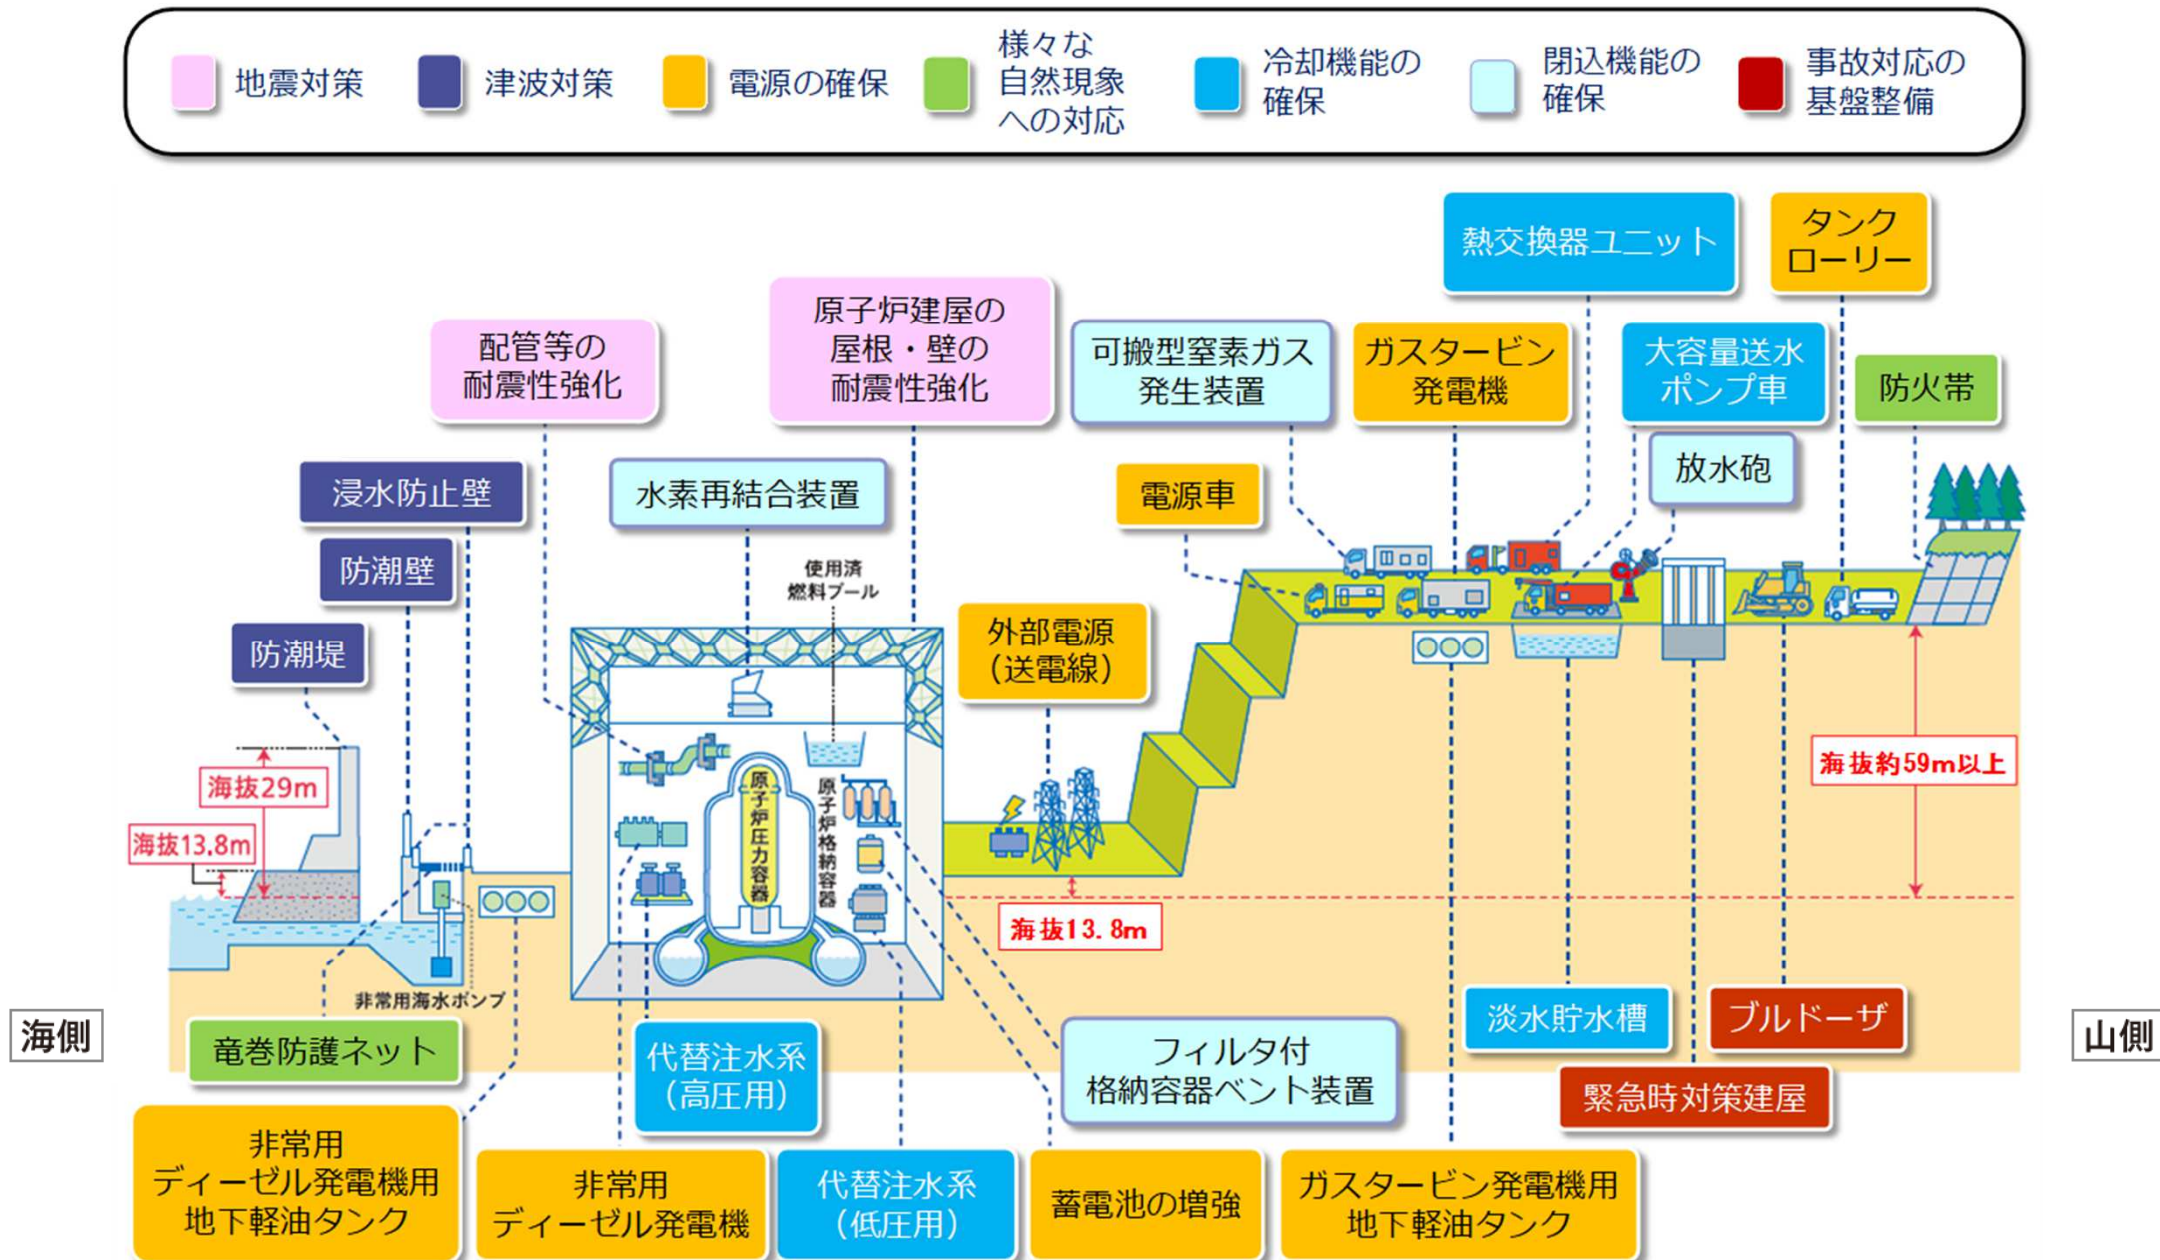 地震対策
津波対策
電源の確保
様々な
自然現象
への対応
冷却機能の
確保
閉込機能の
確保
事故対応の
基盤整備
熱交換器ユニット
タンク
ローリー
原子炉建屋の
屋根・壁の
耐震性強化
配管等の
耐震性強化
可搬型窒素ガス
発生装置
ガスタービン
発電機
大容量送水
ポンプ車
防火帯
放水砲
浸水防止壁
水素再結合装置
電源車
防潮壁
使用済
燃料プール
防潮堤
外部電源
（送電線）
海抜29m
海抜13.8m
原子炉圧力容器
原子炉格納容器
海抜約59m以上
海抜13.8m
非常用海水ポンプ
海側
山側
竜巻防護ネット
代替注水系
（高圧用）
フィルタ付
格納容器ベント装置
淡水貯水槽
ブルドーザ
緊急時対策建屋
非常用
ディーゼル発電機用
地下軽油タンク
非常用
ディーゼル発電機
代替注水系
（低圧用）
蓄電池の増強
ガスタービン発電機用
地下軽油タンク